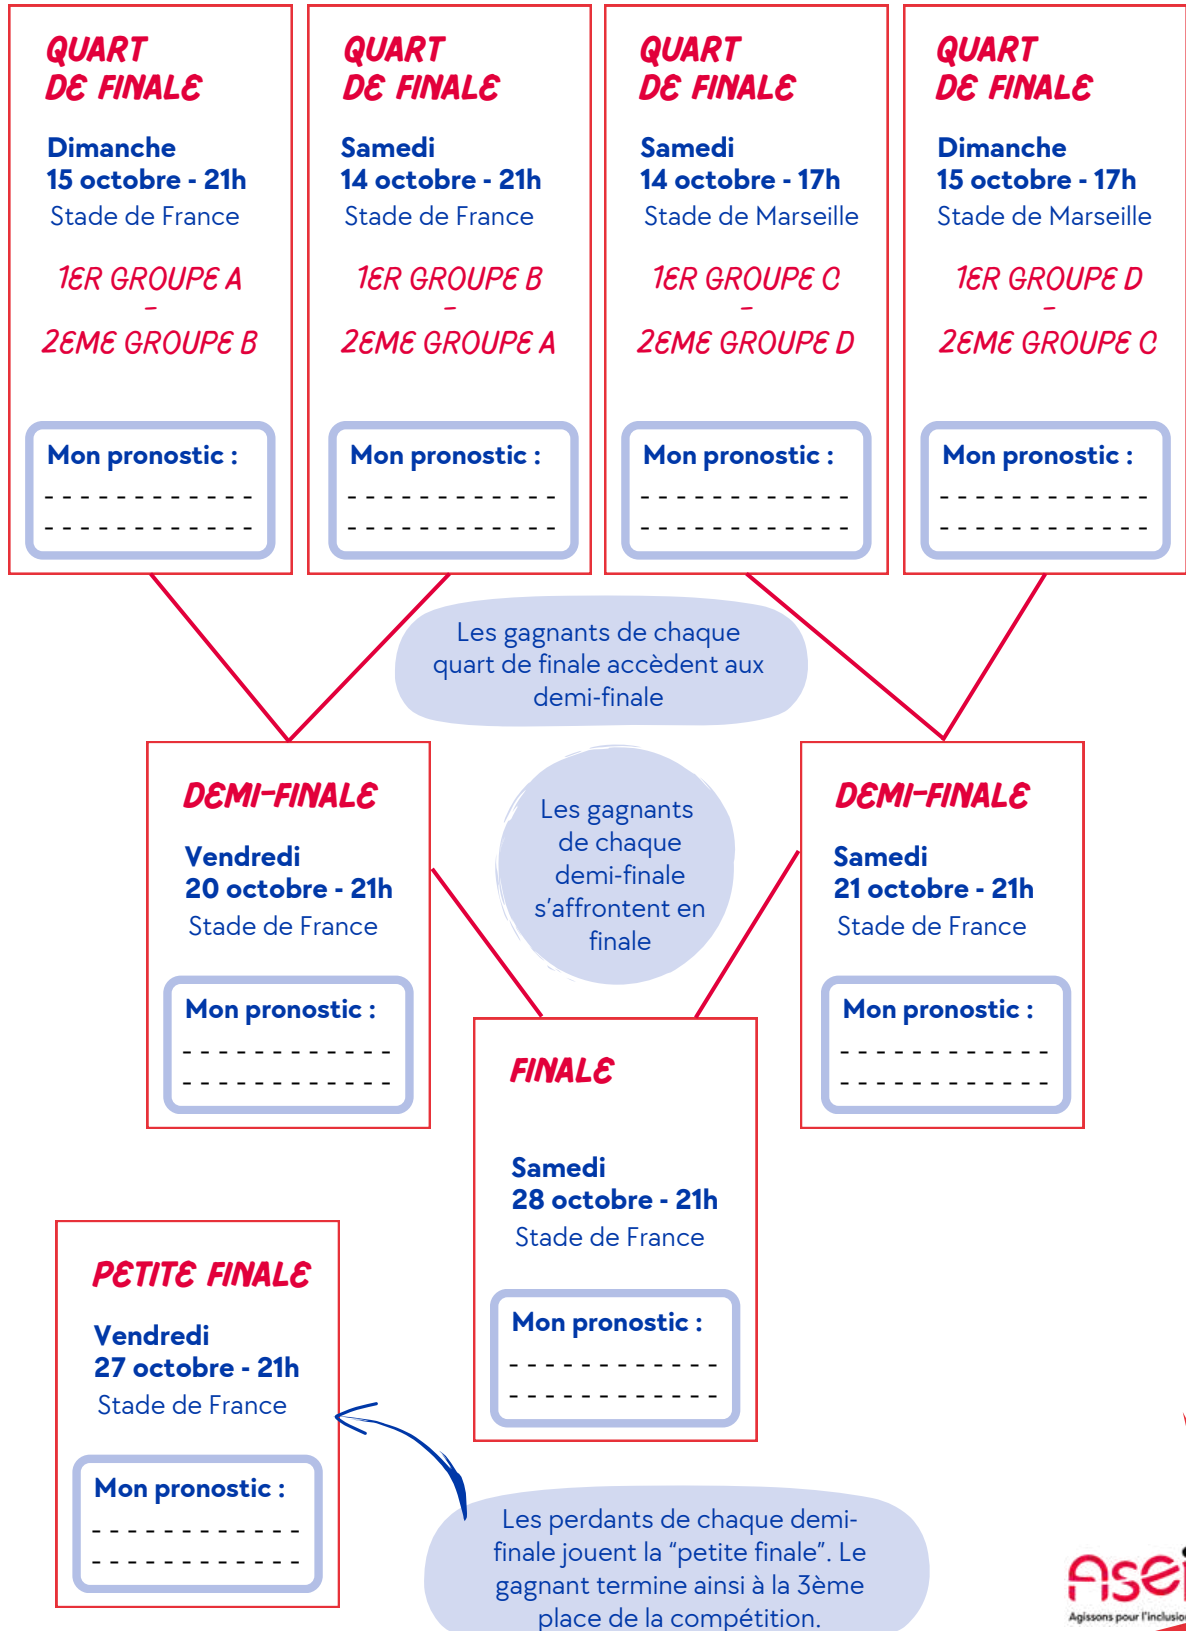 QUART
DE FINALE
Dimanche
15 octobre - 21h
Stade de France
1ER GROUPE A
-
2EME GROUPE B
Mon pronostic :
QUART
DE FINALE
Samedi
14 octobre - 21h
Stade de France
1ER GROUPE B
-
2EME GROUPE A
Mon pronostic :
QUART
DE FINALE
Samedi
14 octobre - 17h
Stade de Marseille
1ER GROUPE C
-
2EME GROUPE D
Mon pronostic :
QUART
DE FINALE
Dimanche
15 octobre - 17h
Stade de Marseille
1ER GROUPE D
-
2EME GROUPE C
Mon pronostic :
Les gagnants de chaque
quart de finale accèdent aux
demi-finale
DEMI-FINALE
Vendredi
20 octobre - 21h
Stade de France
Mon pronostic :
Les gagnants
de chaque
demi-finale
s'affrontent en
finale
DEMI-FINALE
Samedi
21 octobre - 21h
Stade de France
Mon pronostic :
FINALE
Samedi
28 octobre - 21h
Stade de France
Mon pronostic :
PETITE FINALE
Vendredi
27 octobre - 21h
Stade de France
Mon pronostic :
Les perdants de chaque demi-
finale jouent la “petite finale”. Le
gagnant termine ainsi à la 3ème
place de la compétition.
Asei
Agissons pour l'inclusion